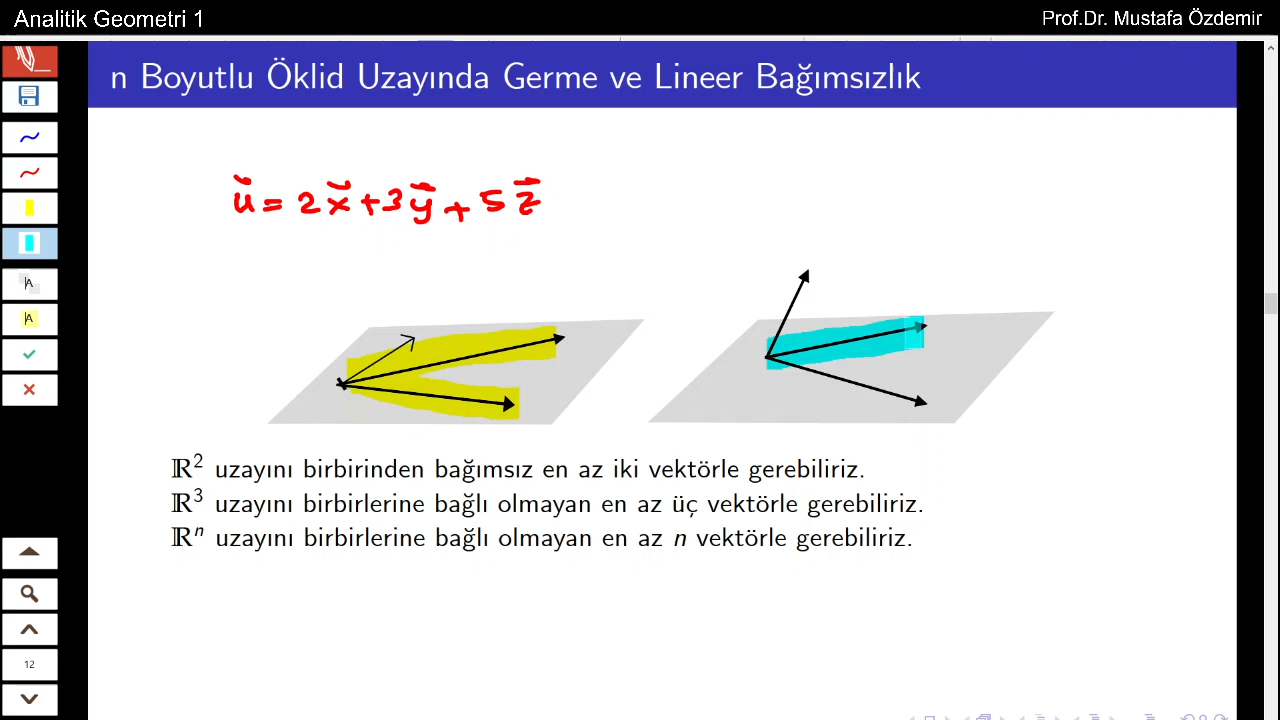 Analitik Geometri 1
Prof.Dr. Mustafa Özdemir
n Boyutlu Öklid Uzayında Germe ve Lineer Bağımsızlık
u⃗ = 2x⃗ + 3y⃗ + 5z⃗
ℝ² uzayını birbirinden bağımsız en az iki vektörle gerebiliriz.
ℝ³ uzayını birbirlerine bağlı olmayan en az üç vektörle gerebiliriz.
ℝⁿ uzayını birbirlerine bağlı olmayan en az n vektörle gerebiliriz.
A
A
12